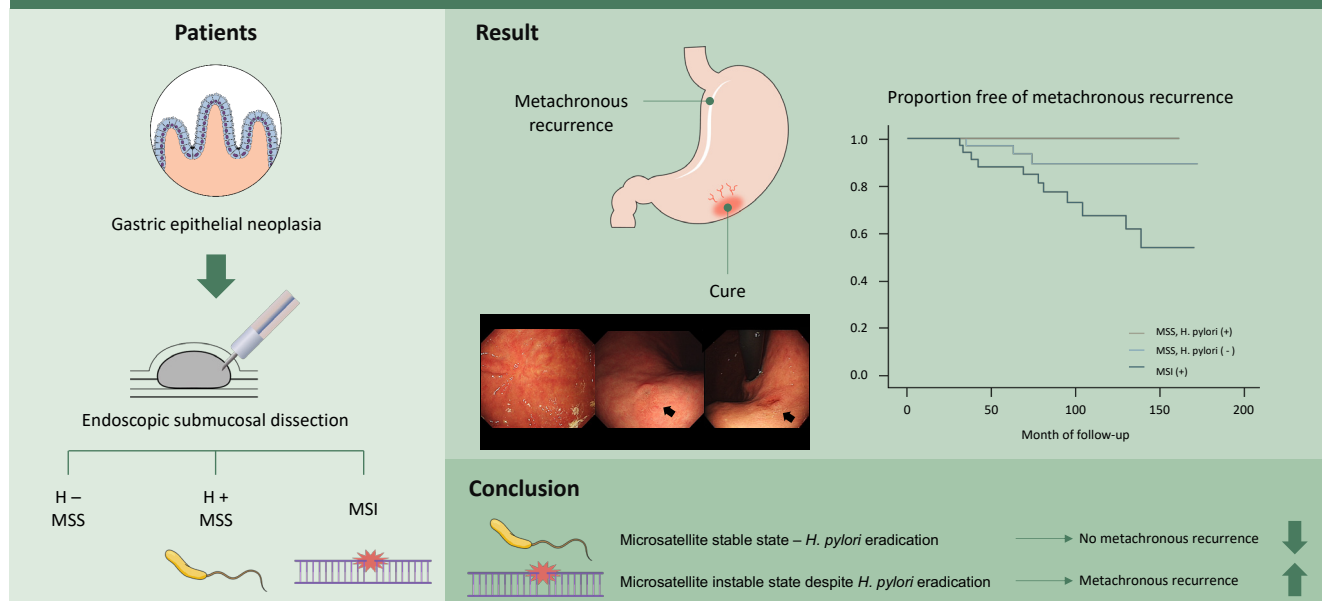 Patients
Gastric epithelial neoplasia
Endoscopic submucosal dissection
H –
MSS
H +
MSS
MSI
Result
Metachronous
recurrence
Cure
Proportion free of metachronous recurrence
1.0
0.8
0.6
0.4
0.2
0.0
MSS, H. pylori (+)
MSS, H. pylori ( - )
MSI (+)
0
50
100
150
200
Month of follow-up
Conclusion
Microsatellite stable state – H. pylori eradication
No metachronous recurrence
Microsatellite instable state despite H. pylori eradication
Metachronous recurrence